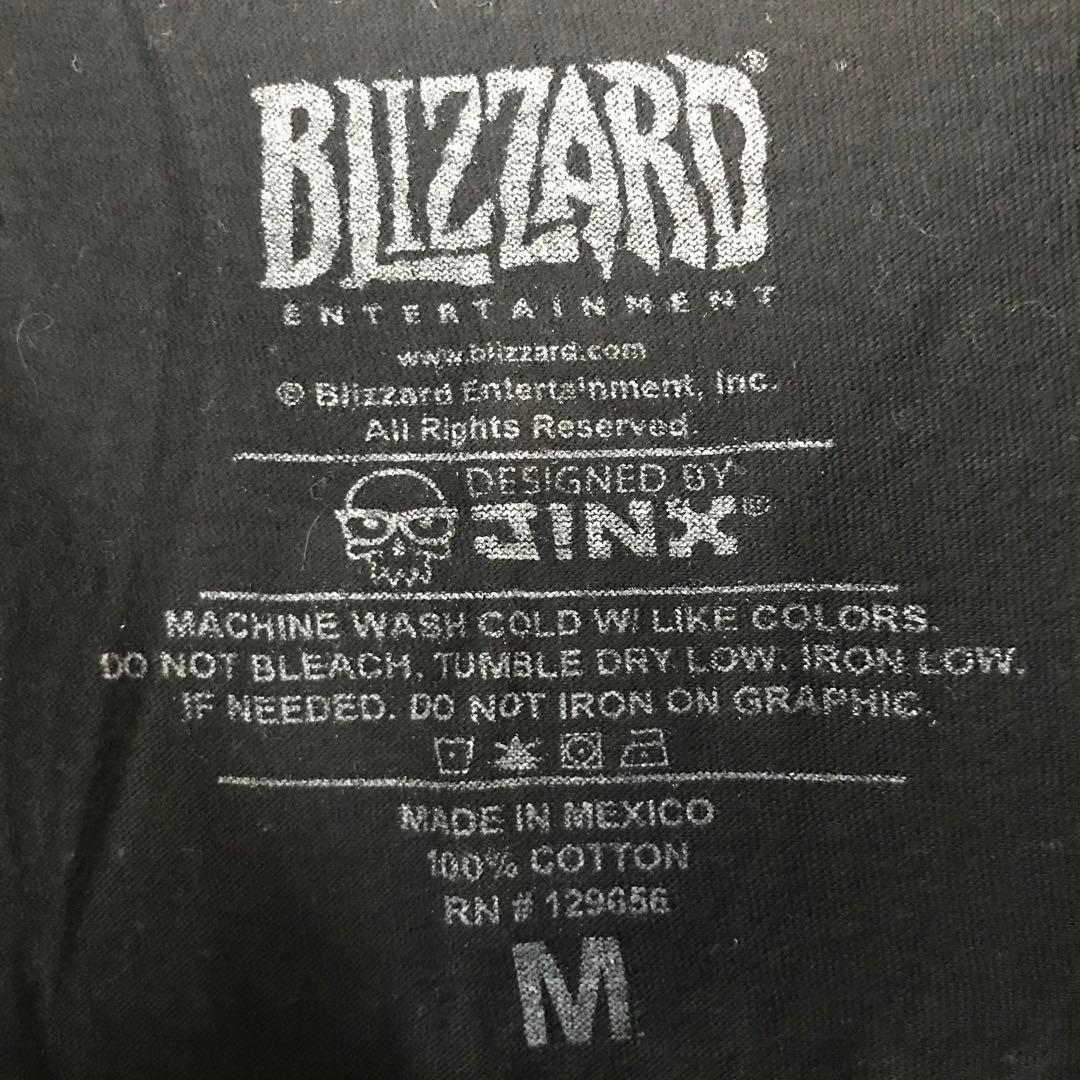 BLIZZARD®
ENTERTAINMENT
www.blizzard.com
© Blizzard Entertainment, Inc.
All Rights Reserved.
DESIGNED BY
J!NX®
MACHINE WASH COLD W/ LIKE COLORS.
DO NOT BLEACH. TUMBLE DRY LOW. IRON LOW.
IF NEEDED. DO NOT IRON ON GRAPHIC.
MADE IN MEXICO
100% COTTON
RN # 129656
M